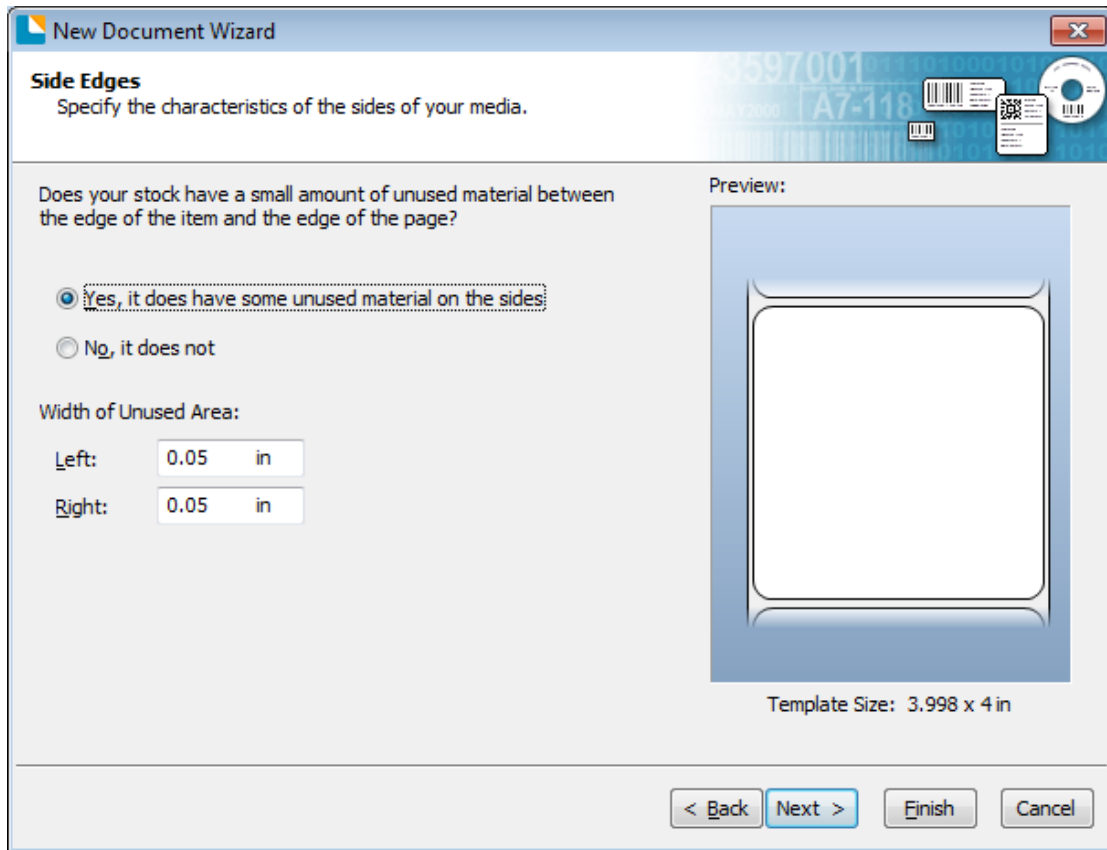 New Document Wizard
Side Edges
Specify the characteristics of the sides of your media.
3597001
A7-118
Does your stock have a small amount of unused material between
the edge of the item and the edge of the page?
Preview:
Yes, it does have some unused material on the sides
No, it does not
Width of Unused Area:
Left: 0.05 in
Right: 0.05 in
Template Size: 3.998 x 4 in
< Back Next > Finish Cancel